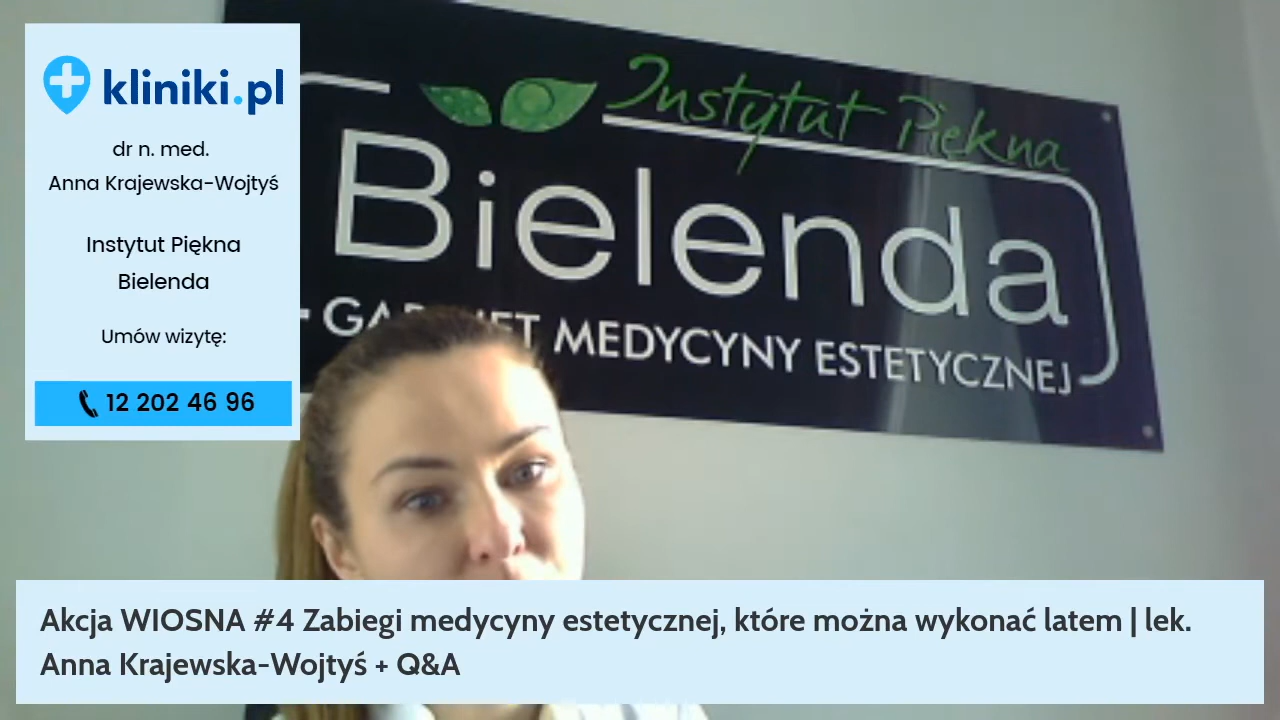 kliniki.pl
dr n. med.
Anna Krajewska-Wojtyś
Instytut Piękna
Bielenda
Umów wizytę:
12 202 46 96
Instytut Piękna
Bielenda
MEDYCYNY ESTETYCZNEJ
Akcja WIOSNA #4 Zabiegi medycyny estetycznej, które można wykonać latem | lek.
Anna Krajewska-Wojtyś + Q&A